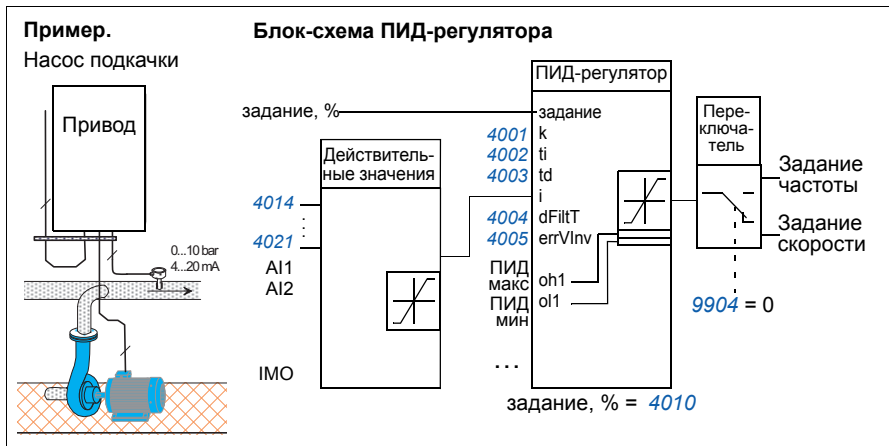 Пример.
Насос подкачки
Привод
0...10 bar
4...20 mA
Блок-схема ПИД-регулятора
ПИД-регулятор
задание, %
задание
4001 k
4002 ti
4003 td
i
4004 dFiltT
4005 errVInv
ПИД
макс oh1
ПИД ol1
мин
...
задание, % = 4010
Действитель-
ные значения
4014
4021
AI1
AI2
IMO
Пере-
ключа-
тель
Задание
частоты
Задание
скорости
9904 = 0